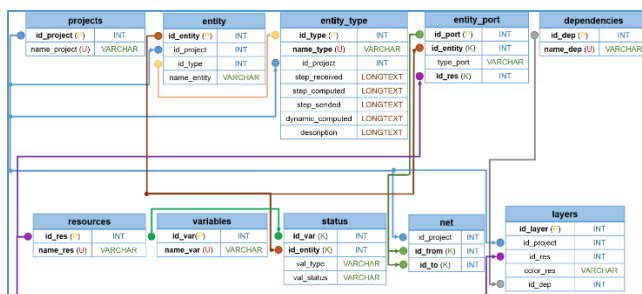 projects
id_project (P) INT
name_project (U) VARCHAR
entity
id_entity (P) INT
id_project INT
id_type INT
name_entity VARCHAR
entity_type
id_type (P) INT
name_type (U) VARCHAR
id_project INT
step_received LONGTEXT
step_computed LONGTEXT
step_sended LONGTEXT
dynamic_computed LONGTEXT
description LONGTEXT
entity_port
id_port (P) INT
id_entity (K) INT
type_port VARCHAR
id_res (K) INT
dependencies
id_dep (P) INT
name_dep (U) VARCHAR
resources
id_res (P) INT
name_res (U) VARCHAR
variables
id_var(P) INT
name_var (U) VARCHAR
status
id_var (K) INT
id_entity (K) INT
val_type VARCHAR
val_status VARCHAR
net
id_project INT
id_from (K) INT
id_to (K) INT
layers
id_layer (P) INT
id_project INT
id_res INT
color_res VARCHAR
id_dep INT